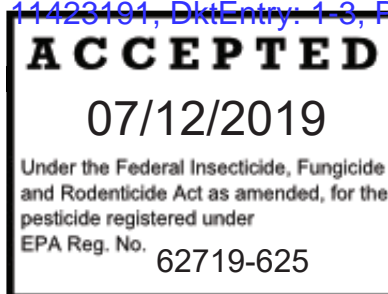 11423191, DktEntry: 1-3, P
ACCEPTED
07/12/2019
Under the Federal Insecticide, Fungicide
and Rodenticide Act as amended, for the
pesticide registered under
EPA Reg. No. 62719-625